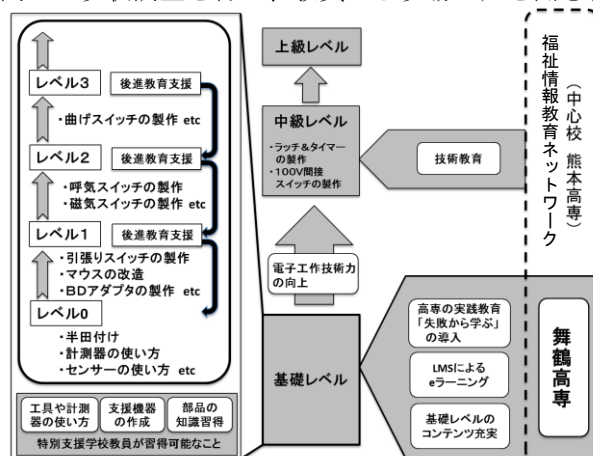 レベル3
後進教育支援
・曲げスイッチの製作 etc
レベル2
後進教育支援
・呼気スイッチの製作
・磁気スイッチの製作 etc
レベル1
後進教育支援
・引張りスイッチの製作
・マウスの改造
・BDアダプタの製作 etc
レベル0
・半田付け
・計測器の使い方
・センサーの使い方 etc
工具や計測
器の使い方
支援機器
の作成
部品の
知識習得
特別支援学校教員が習得可能なこと
上級レベル
中級レベル
・ラッチ&タイマー
の製作
・100V間接
スイッチの製作
電子工作技術力
の向上
基礎レベル
技術教育
高専の実践教育
「失敗から学ぶ」
の導入
LMSによる
eラーニング
基礎レベルの
コンテンツ充実
福祉情報教育ネットワーク
(中心校 熊本高専)
舞鶴高専